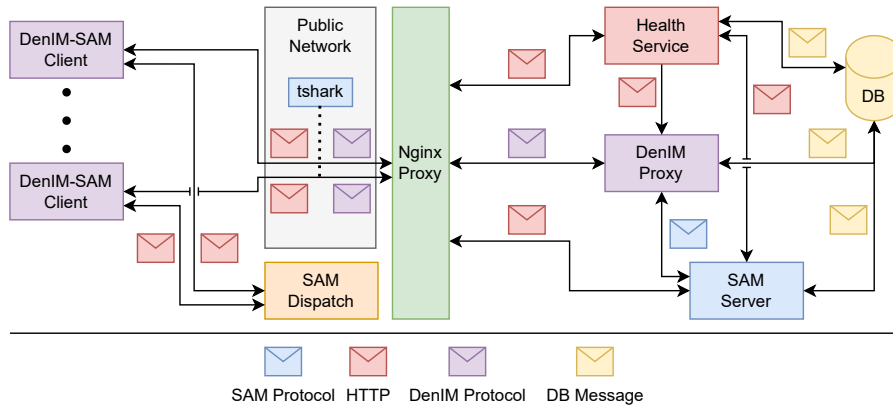 DenIM-SAM
Client
DenIM-SAM
Client
Public
Network
tshark
SAM
Dispatch
Nginx
Proxy
Health
Service
DenIM
Proxy
SAM
Server
DB
SAM Protocol
HTTP
DenIM Protocol
DB Message